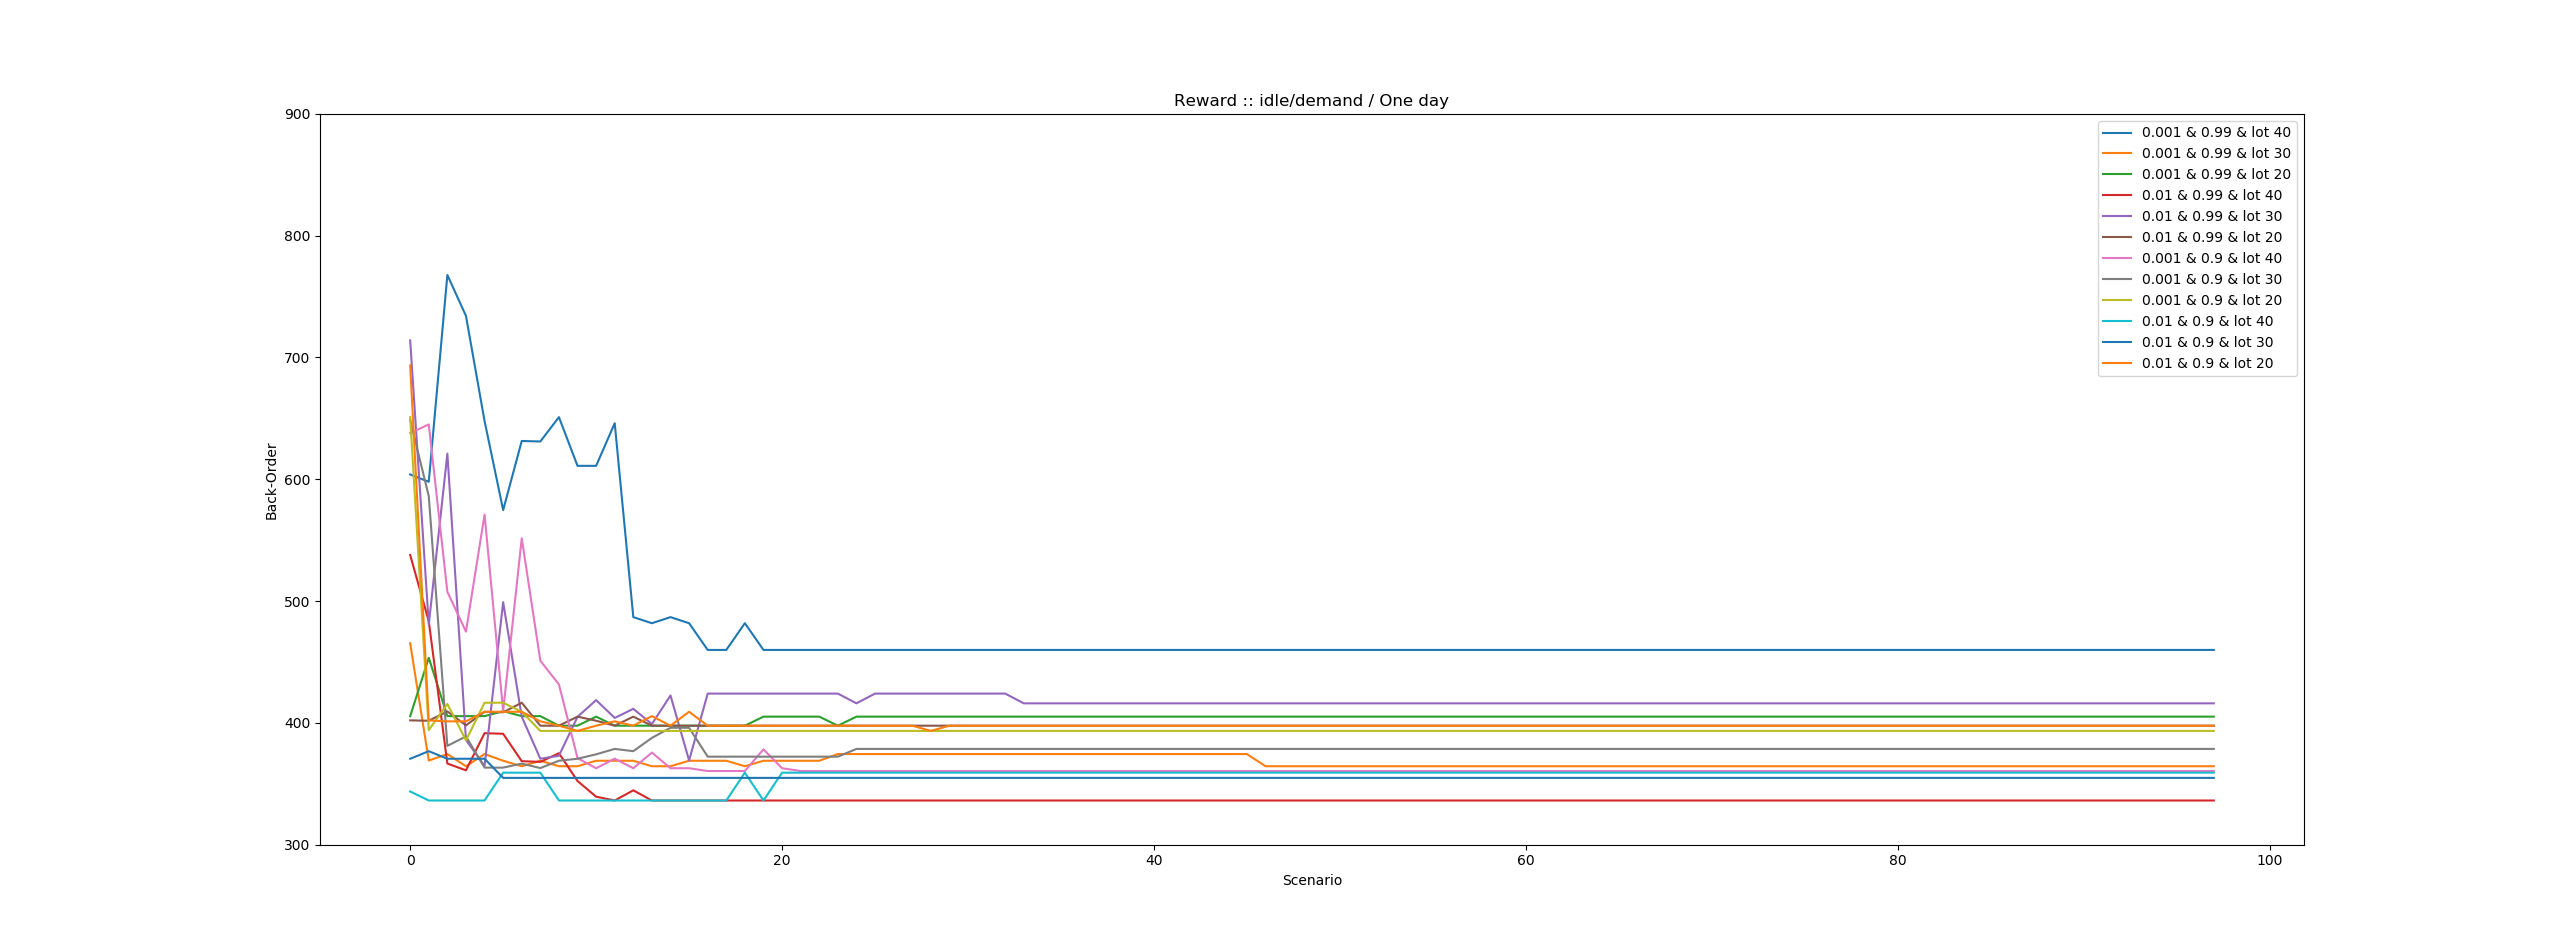 Reward :: idle/demand / One day
900
800
700
600
500
400
300
Back-Order
0
20
40
60
80
100
Scenario
0.001 & 0.99 & lot 40
0.001 & 0.99 & lot 30
0.001 & 0.99 & lot 20
0.01 & 0.99 & lot 40
0.01 & 0.99 & lot 30
0.01 & 0.99 & lot 20
0.001 & 0.9 & lot 40
0.001 & 0.9 & lot 30
0.001 & 0.9 & lot 20
0.01 & 0.9 & lot 40
0.01 & 0.9 & lot 30
0.01 & 0.9 & lot 20